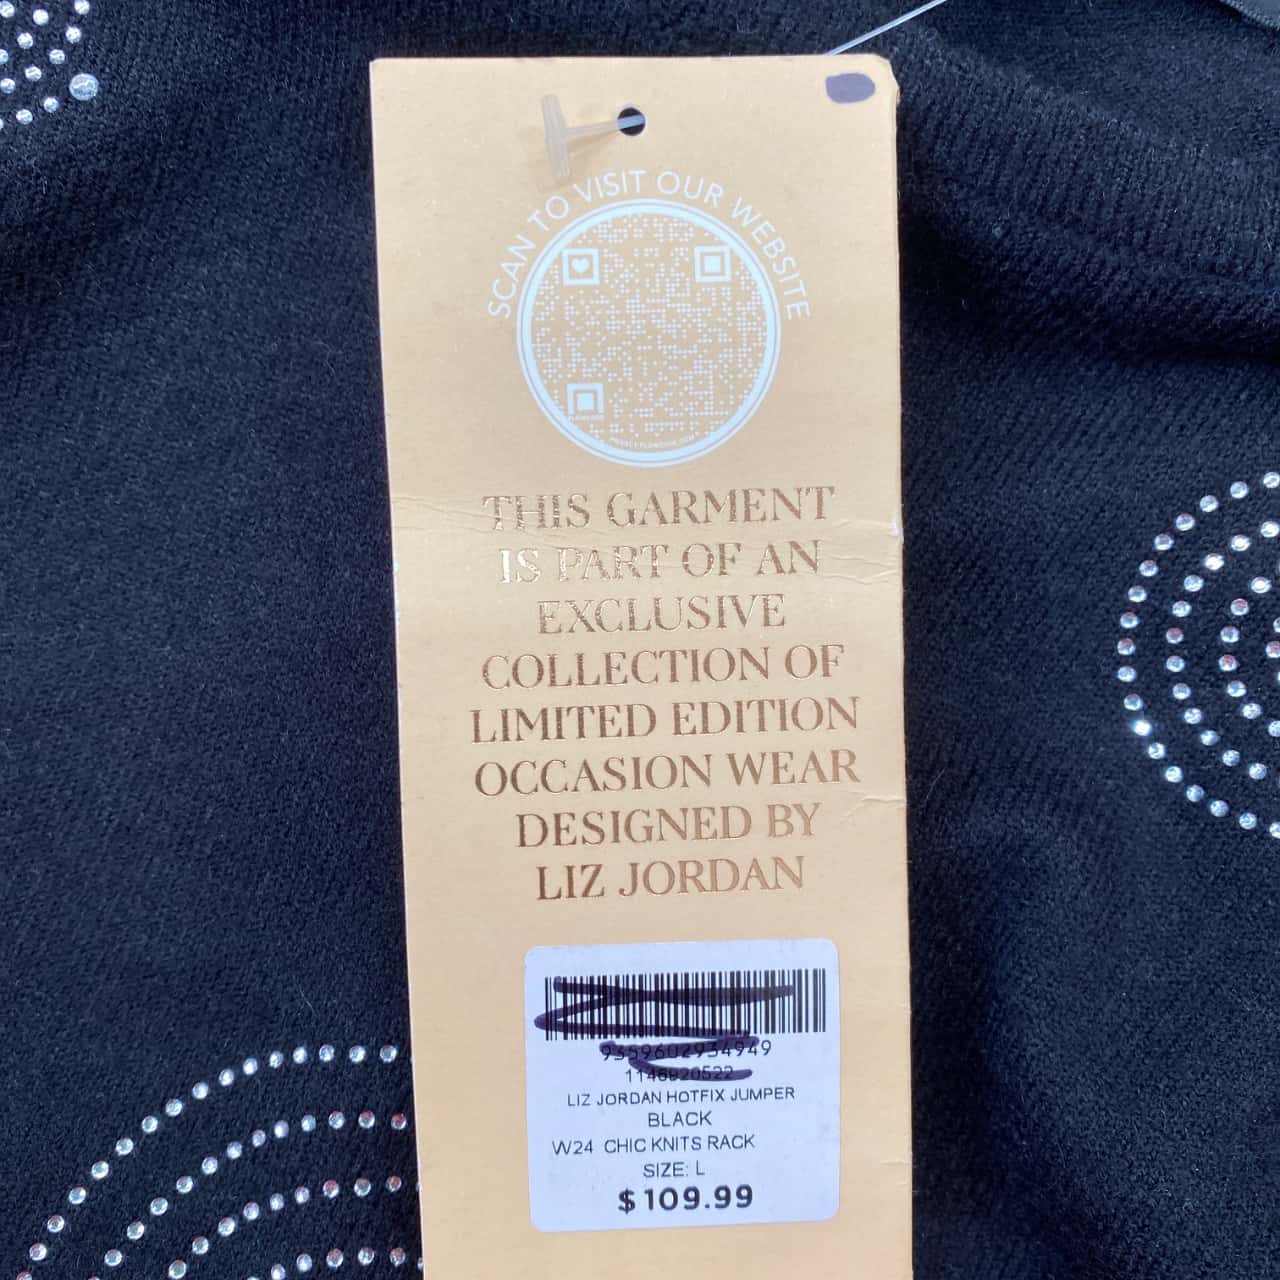 SCAN TO VISIT OUR WEBSITE
THIS GARMENT
IS PART OF AN
EXCLUSIVE
COLLECTION OF
LIMITED EDITION
OCCASION WEAR
DESIGNED BY
LIZ JORDAN
9359602934949
1146920522
LIZ JORDAN HOTFIX JUMPER
BLACK
W24 CHIC KNITS RACK
SIZE: L
$109.99